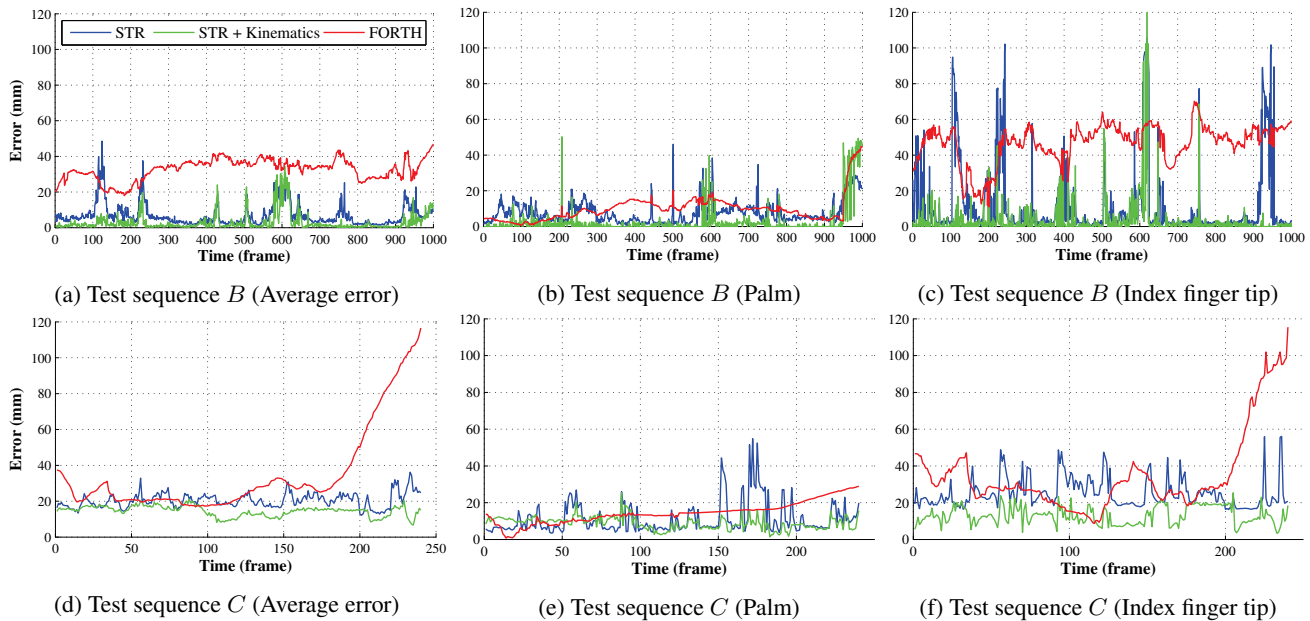 STR STR + Kinematics FORTH
Error (mm)
120
100
80
60
40
20
0
0 100 200 300 400 500 600 700 800 900 1000
Time (frame)
(a) Test sequence B (Average error)
120
100
80
60
40
20
0
0 100 200 300 400 500 600 700 800 900 1000
Time (frame)
(b) Test sequence B (Palm)
120
100
80
60
40
20
0
0 100 200 300 400 500 600 700 800 900 1000
Time (frame)
(c) Test sequence B (Index finger tip)
Error (mm)
120
100
80
60
40
20
0
0 50 100 150 200 250
Time (frame)
(d) Test sequence C (Average error)
120
100
80
60
40
20
0
0 50 100 150 200
Time (frame)
(e) Test sequence C (Palm)
120
100
80
60
40
20
0
0 100 200
Time (frame)
(f) Test sequence C (Index finger tip)